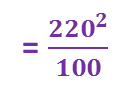 = 220² / 100